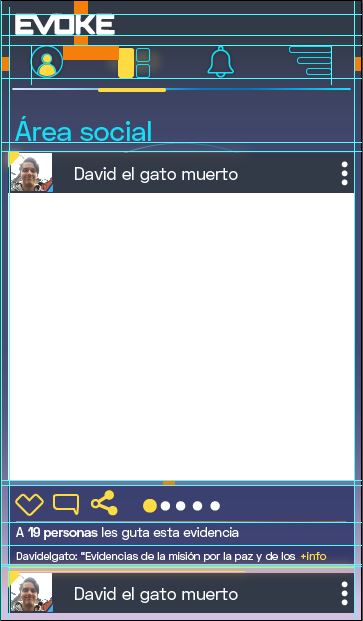 EVOKE
Área social
David el gato muerto
A 19 personas les guta esta evidencia
Davidelgato: "Evidencias de la misión por la paz y de los +Info
David el gato muerto